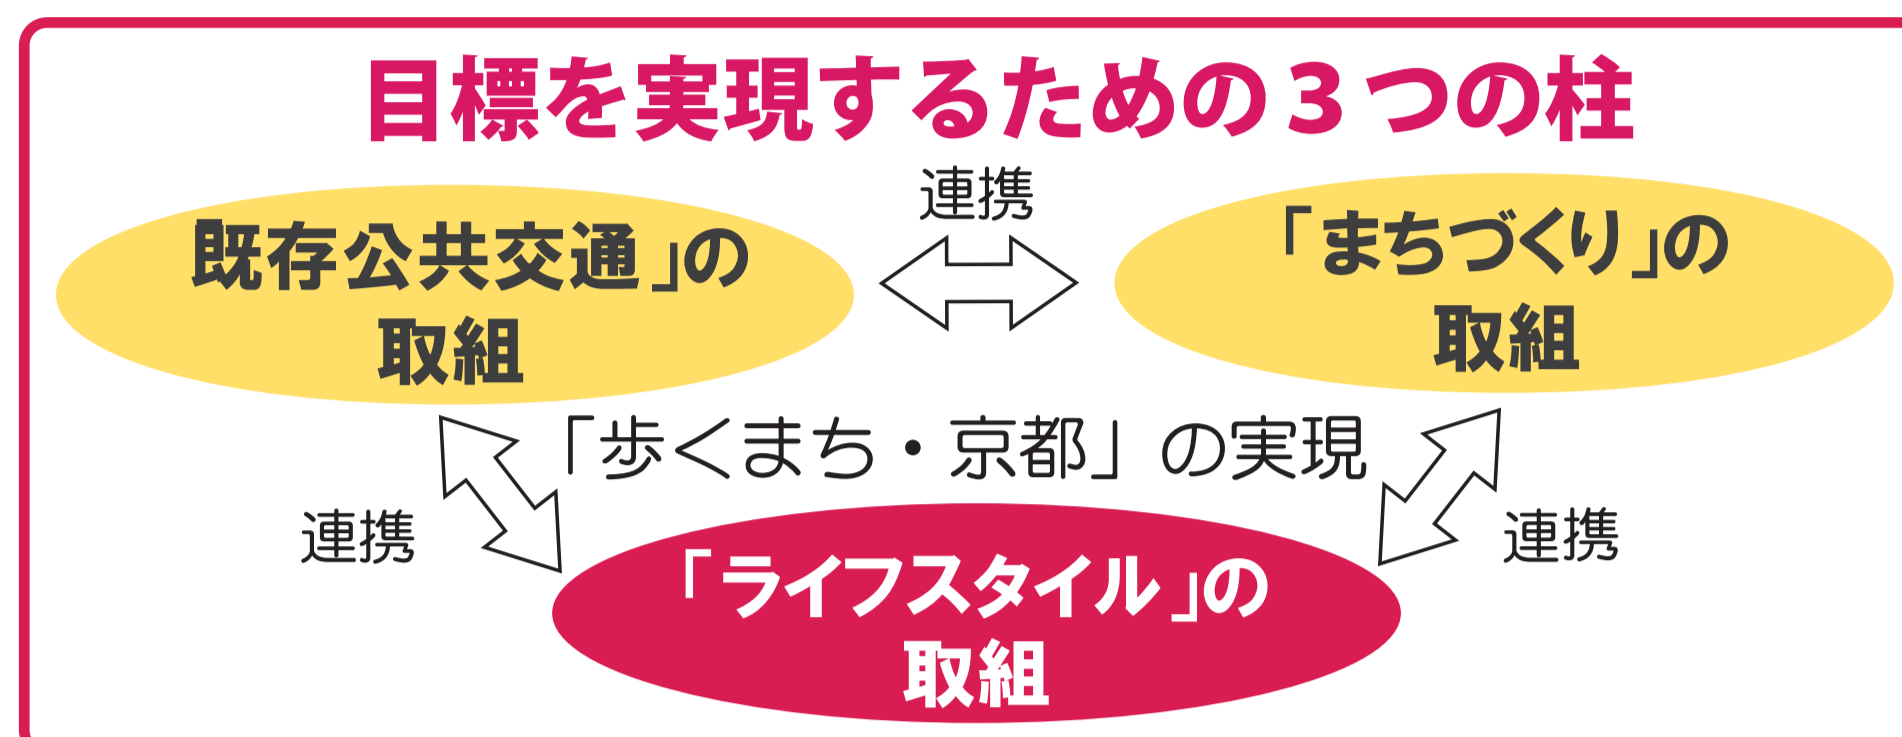 目標を実現するための3つの柱
連携
既存公共交通」の
取組
「まちづくり」の
取組
「歩くまち・京都」の実現
連携
連携
「ライフスタイル」の
取組